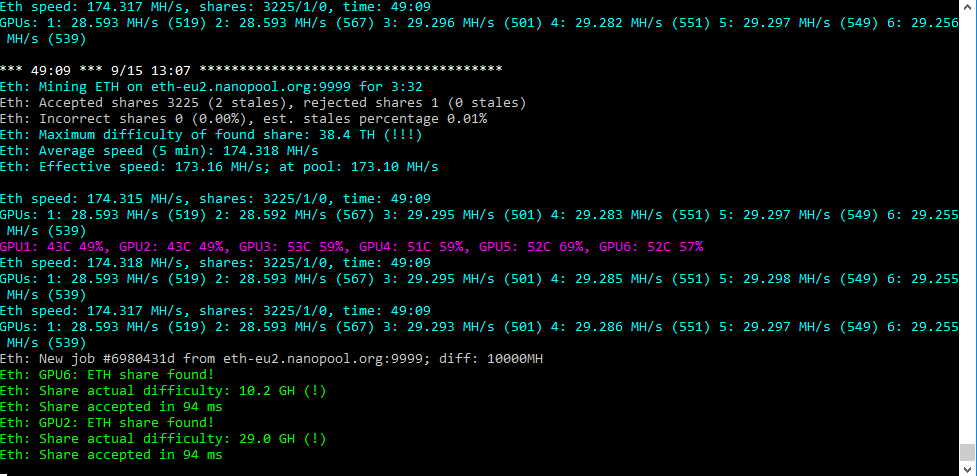 Eth speed: 174.317 MH/s, shares: 3225/1/0, time: 49:09
GPUs: 1: 28.593 MH/s (519) 2: 28.593 MH/s (567) 3: 29.296 MH/s (501) 4: 29.282 MH/s (551) 5: 29.297 MH/s (549) 6: 29.256
MH/s (539)
*** 49:09 *** 9/15 13:07 **************************************
Eth: Mining ETH on eth-eu2.nanopool.org:9999 for 3:32
Eth: Accepted shares 3225 (2 stales), rejected shares 1 (0 stales)
Eth: Incorrect shares 0 (0.00%), est. stales percentage 0.01%
Eth: Maximum difficulty of found share: 38.4 TH (!!!)
Eth: Average speed (5 min): 174.318 MH/s
Eth: Effective speed: 173.16 MH/s; at pool: 173.10 MH/s
Eth speed: 174.315 MH/s, shares: 3225/1/0, time: 49:09
GPUs: 1: 28.593 MH/s (519) 2: 28.592 MH/s (567) 3: 29.295 MH/s (501) 4: 29.283 MH/s (551) 5: 29.297 MH/s (549) 6: 29.255
MH/s (539)
GPU1: 43C 49%, GPU2: 43C 49%, GPU3: 53C 59%, GPU4: 51C 59%, GPU5: 52C 69%, GPU6: 52C 57%
Eth speed: 174.318 MH/s, shares: 3225/1/0, time: 49:09
GPUs: 1: 28.593 MH/s (519) 2: 28.593 MH/s (567) 3: 29.295 MH/s (501) 4: 29.285 MH/s (551) 5: 29.298 MH/s (549) 6: 29.255
MH/s (539)
Eth speed: 174.317 MH/s, shares: 3225/1/0, time: 49:09
GPUs: 1: 28.593 MH/s (519) 2: 28.593 MH/s (567) 3: 29.293 MH/s (501) 4: 29.286 MH/s (551) 5: 29.297 MH/s (549) 6: 29.255
MH/s (539)
Eth: New job #6980431d from eth-eu2.nanopool.org:9999; diff: 10000MH
Eth: GPU6: ETH share found!
Eth: Share actual difficulty: 10.2 GH (!)
Eth: Share accepted in 94 ms
Eth: GPU2: ETH share found!
Eth: Share actual difficulty: 29.0 GH (!)
Eth: Share accepted in 94 ms